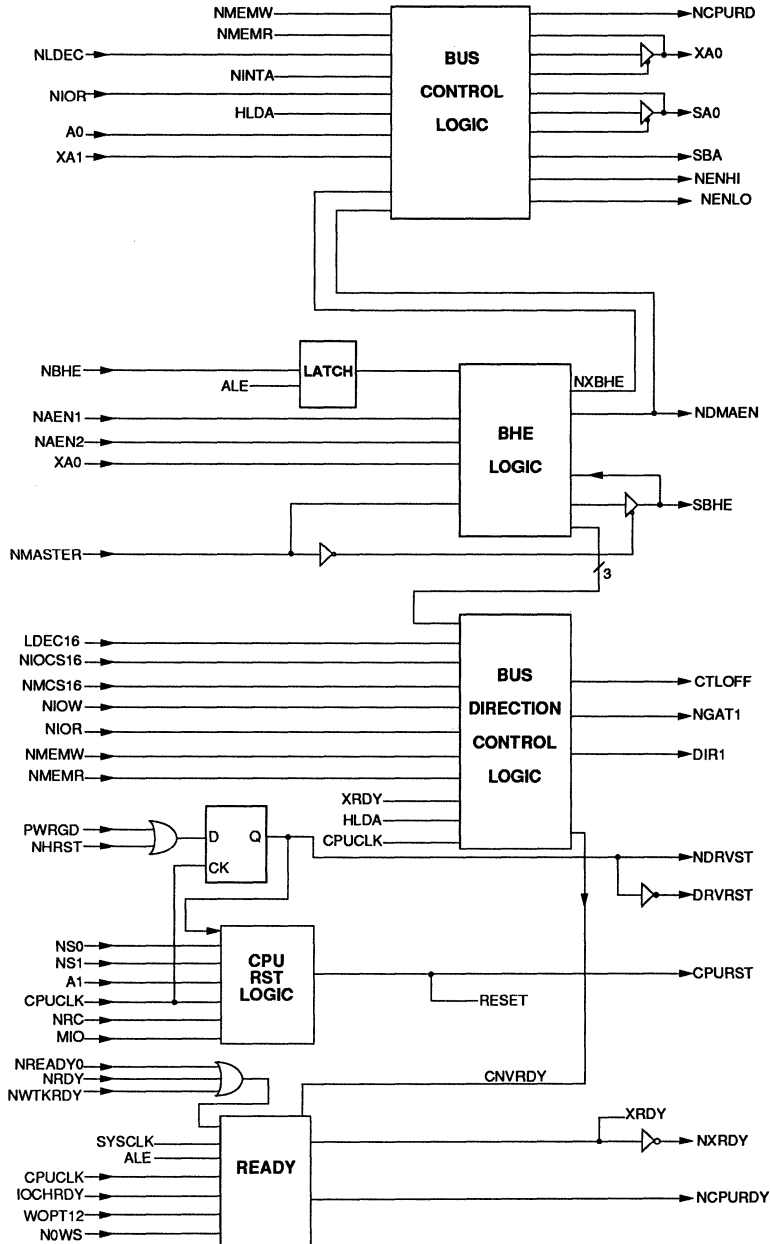 NMEMW
NMEMR
NLDEC
NINTA
NIOR
HLDA
A0
XA1
BUS
CONTROL
LOGIC
NCPURD
XA0
SA0
SBA
NENHI
NENLO
NBHE
ALE
LATCH
NAEN1
NAEN2
XA0
NMASTER
BHE
LOGIC
NXBHE
NDMAEN
SBHE
3
LDEC16
NIOCS16
NMCS16
NIOW
NIOR
NMEMW
NMEMR
XRDY
HLDA
CPUCLK
BUS
DIRECTION
CONTROL
LOGIC
CTLOFF
NGAT1
DIR1
PWRGD
NHRST
D Q
CK
NDRVST
DRVRST
NS0
NS1
A1
CPUCLK
NRC
MIO
CPU
RST
LOGIC
CPURST
RESET
NREADY0
NRDY
NWTKRDY
CNVRDY
SYSCLK
ALE
CPUCLK
IOCHRDY
WOPT12
N0WS
READY
XRDY
NXRDY
NCPURDY